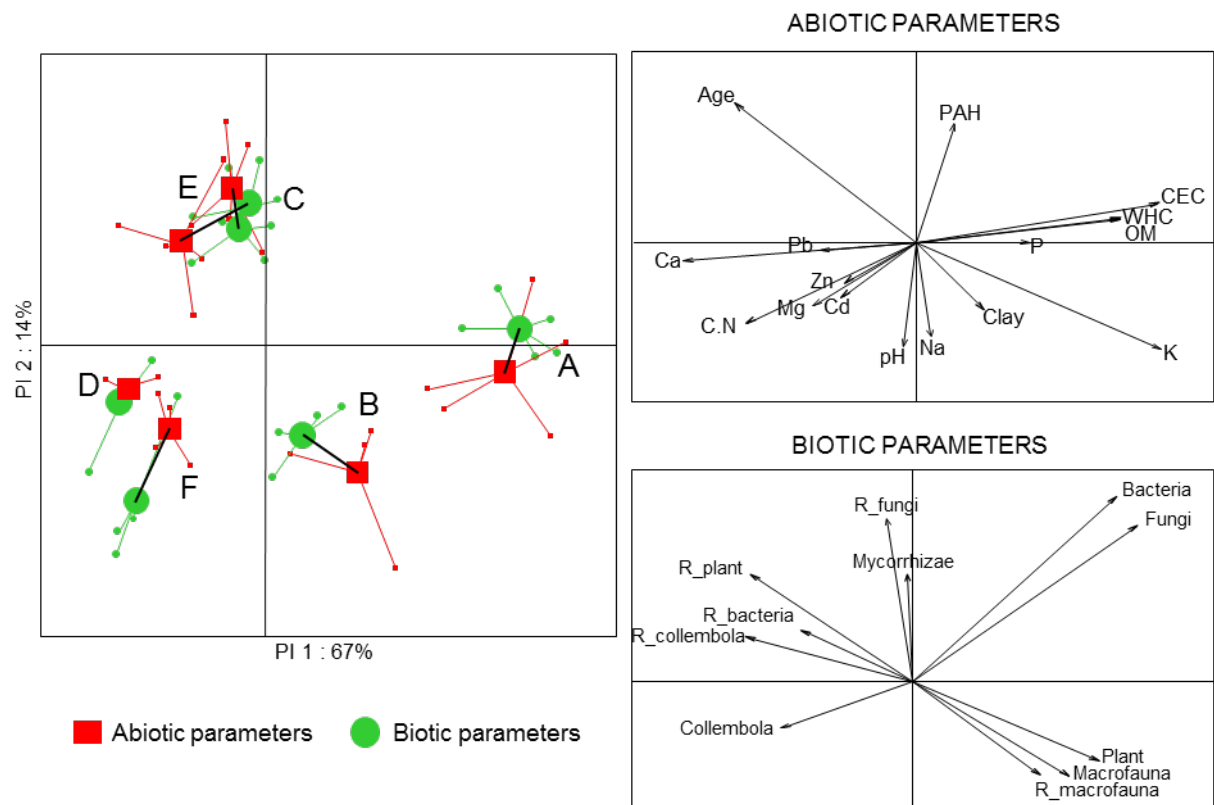 E
C
D
F
B
A
PI 2 : 14%
PI 1 : 67%
Abiotic parameters
Biotic parameters
ABIOTIC PARAMETERS
Age
PAH
CEC
WHC
OM
P
Pb
Ca
Zn
Mg
Cd
C.N
Clay
Na
pH
K
BIOTIC PARAMETERS
Bacteria
R_fungi
Fungi
Mycorrhizae
R_plant
R_bacteria
R_collembola
Collembola
Plant
Macrofauna
R_macrofauna